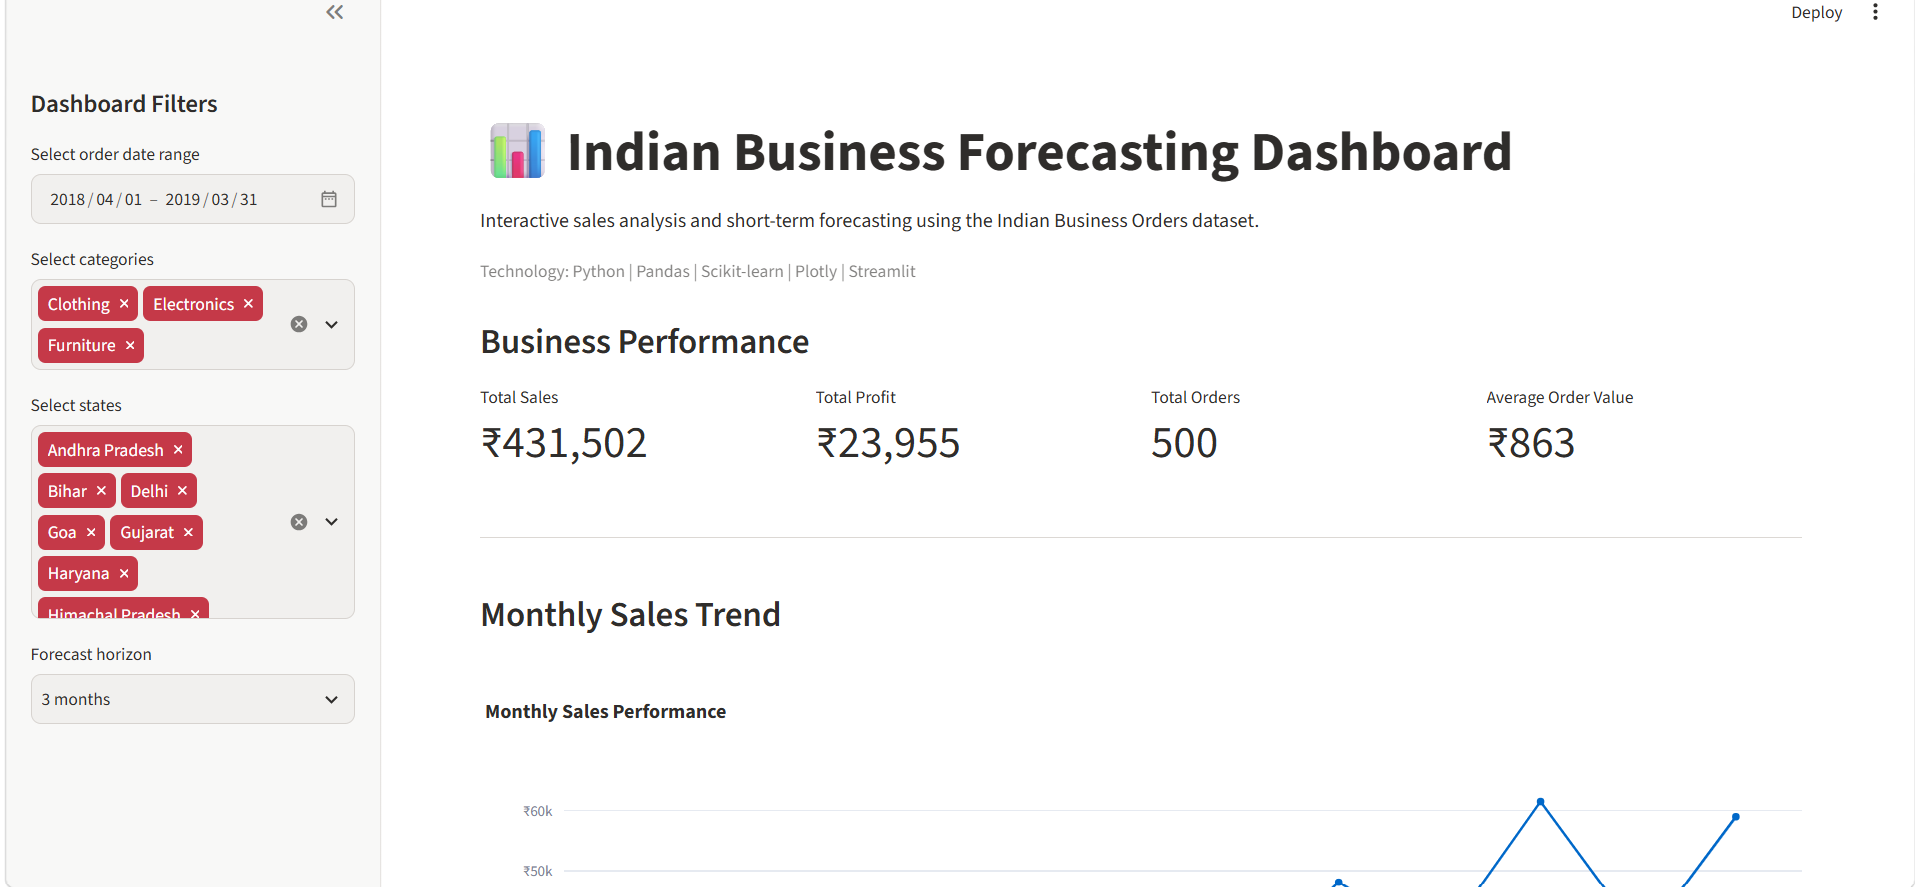 Deploy
Dashboard Filters
Select order date range
2018/04/01 – 2019/03/31
Select categories
Clothing × Electronics ×
Furniture ×
Select states
Andhra Pradesh ×
Bihar × Delhi ×
Goa × Gujarat ×
Haryana ×
Himachal Pradesh ×
Forecast horizon
3 months
Indian Business Forecasting Dashboard
Interactive sales analysis and short-term forecasting using the Indian Business Orders dataset.
Technology: Python | Pandas | Scikit-learn | Plotly | Streamlit
Business Performance
Total Sales Total Profit Total Orders Average Order Value
₹431,502 ₹23,955 500 ₹863
Monthly Sales Trend
Monthly Sales Performance
₹60k
₹50k